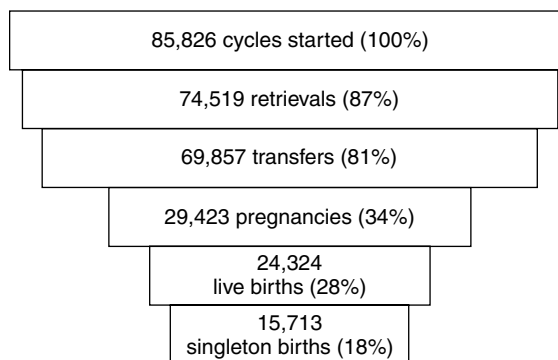 85,826 cycles started (100%)
74,519 retrievals (87%)
69,857 transfers (81%)
29,423 pregnancies (34%)
24,324
live births (28%)
15,713
singleton births (18%)